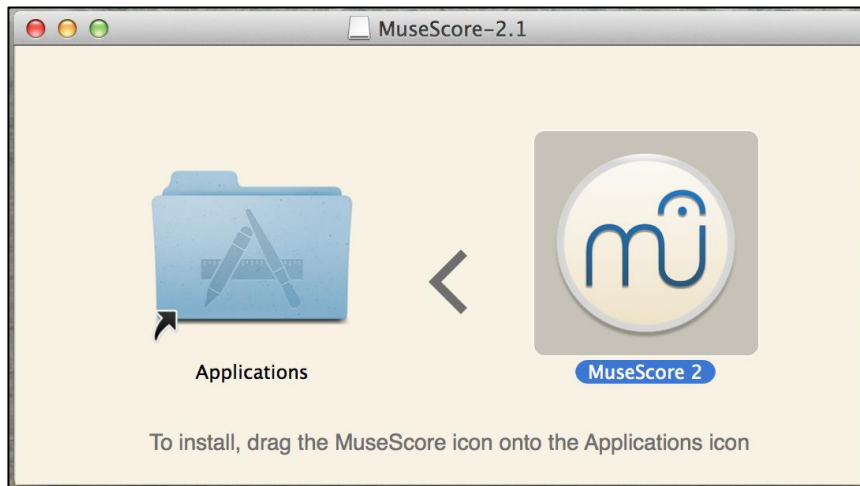 MuseScore-2.1
Applications
MuseScore 2
To install, drag the MuseScore icon onto the Applications icon